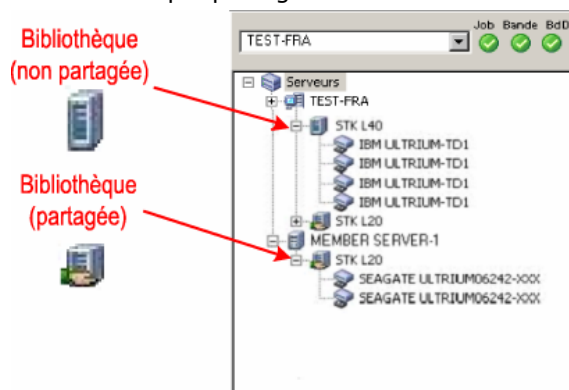 Job Bande BdD
TEST-FRA
Bibliothèque
(non partagée)
Serveurs
TEST-FRA
STK L40
IBM ULTRIUM-TD1
IBM ULTRIUM-TD1
IBM ULTRIUM-TD1
IBM ULTRIUM-TD1
Bibliothèque
(partagée)
STK L20
MEMBER SERVER-1
STK L20
SEAGATE ULTRIUM06242-XXX
SEAGATE ULTRIUM06242-XXX